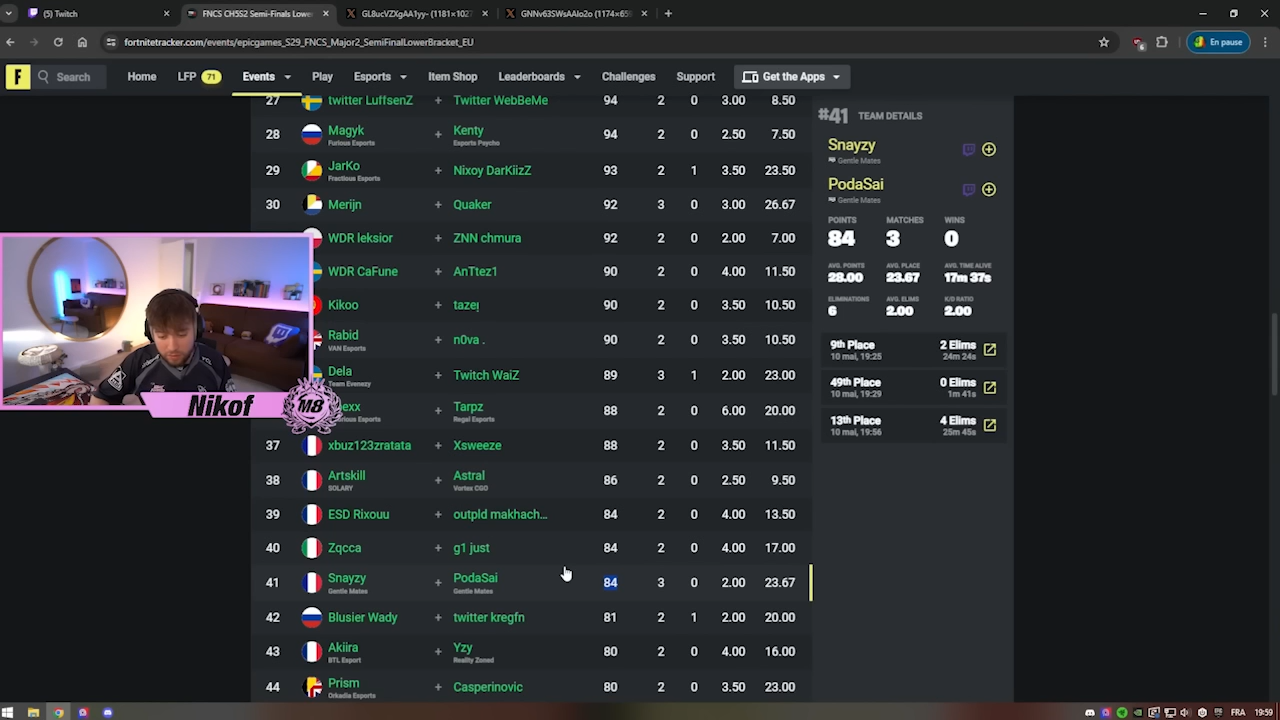 Twitch
FNCS CH5S2 Semi-Finals Lower
GL8ucVZXgAA1yy- (1181×102
GNNv63SWsAAlo2o (1174×65
fortnitetracker.com/events/epicgames_S29_FNCS_Major2_SemiFinalLowerBracket_EU
En pause
F Search Home LFP 71 Events Play Esports Item Shop Leaderboards Challenges Support Get the Apps
27 twitter LuffsenZ + Twitter WebBeMe 94 2 0 3.00 8.50
28 Magyk + Kenty 94 2 0 2.50 7.50
Furious Esports Esports Psycho
29 JarKo + Nixoy DarKiizZ 93 2 1 3.50 5.50
Fractious Esports
30 Merijn + Quaker 92 3 0 3.00 26.67
WDR leksior + ZNN chmura 92 2 0 2.00 7.00
WDR CaFune + AnTtez1 90 2 0 4.00 11.50
Kikoo + tazej 90 2 0 3.50 10.50
Rabid + n0va . 90 2 0 3.50 10.50
VAN Esports
Dela + Twitch WaiZ 89 3 1 2.00 23.00
Team Evenezy
exx + Tarpz 88 2 0 6.00 20.00
Regal Esports
37 xbuz123zratata + Xsweeze 88 2 0 3.50 11.50
38 Artskill + Astral 86 2 0 2.50 9.50
SOLARY Vortex CGO
39 ESD Rixouu + outpld makhach... 84 2 0 4.00 13.50
40 Zqcca + g1 just 84 2 0 4.00 17.00
41 Snayzy + PodaSai 84 3 0 2.00 23.67
Gentle Mates Gentle Mates
42 Blusier Wady + twitter kregfn 81 2 1 2.00 20.00
43 Akiira + Yzy 80 2 0 4.00 16.00
BTL Esport Reality Zoned
44 Prism + Casperinovic 80 2 0 3.50 23.00
Orkadia Esports
#41 TEAM DETAILS
Snayzy
Gentle Mates
PodaSai
Gentle Mates
POINTS MATCHES WINS
84 3 0
AVG. POINTS AVG. PLACE AVG. TIME ALIVE
28.00 23.67 17m 37s
ELIMINATIONS AVG. ELIMS K/D RATIO
6 2.00 2.00
9th Place 2 Elims
10 mai, 19:25 24m 24s
49th Place 0 Elims
10 mai, 19:29 1m 41s
13th Place 4 Elims
10 mai, 19:56 25m 45s
Nikof
M8
FRA 19:59